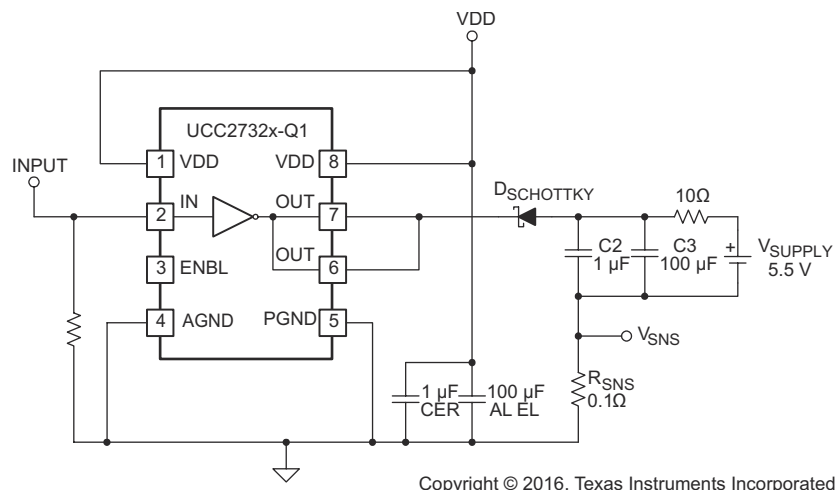 VDD
UCC2732x-Q1
INPUT
1 VDD VDD 8
DSCHOTTKY
10Ω
2 IN OUT 7
3 ENBL OUT 6
C2
1 µF
C3
100 µF
+
VSUPPLY
5.5 V
4 AGND PGND 5
VSNS
1 µF
CER
100 µF
AL EL
RSNS
0.1Ω
Copyright © 2016, Texas Instruments Incorporated